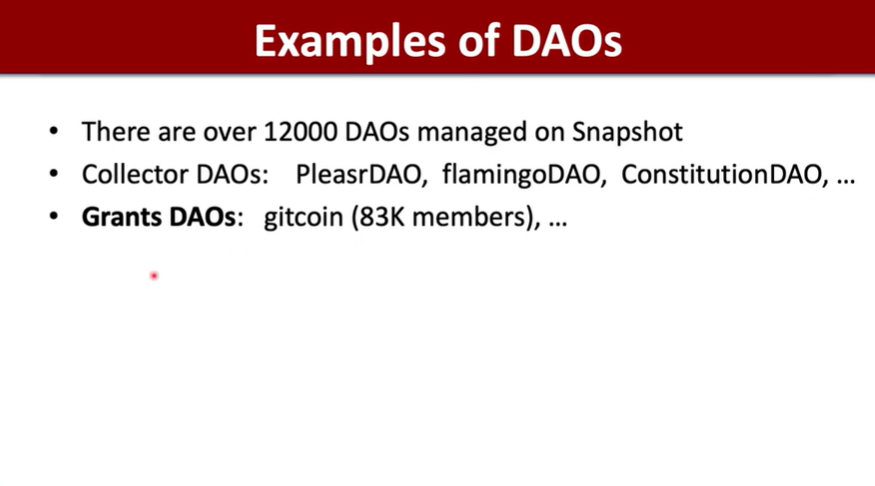 Examples of DAOs
• There are over 12000 DAOs managed on Snapshot
• Collector DAOs: PleasrDAO, flamingoDAO, ConstitutionDAO, ...
• Grants DAOs: gitcoin (83K members), ...